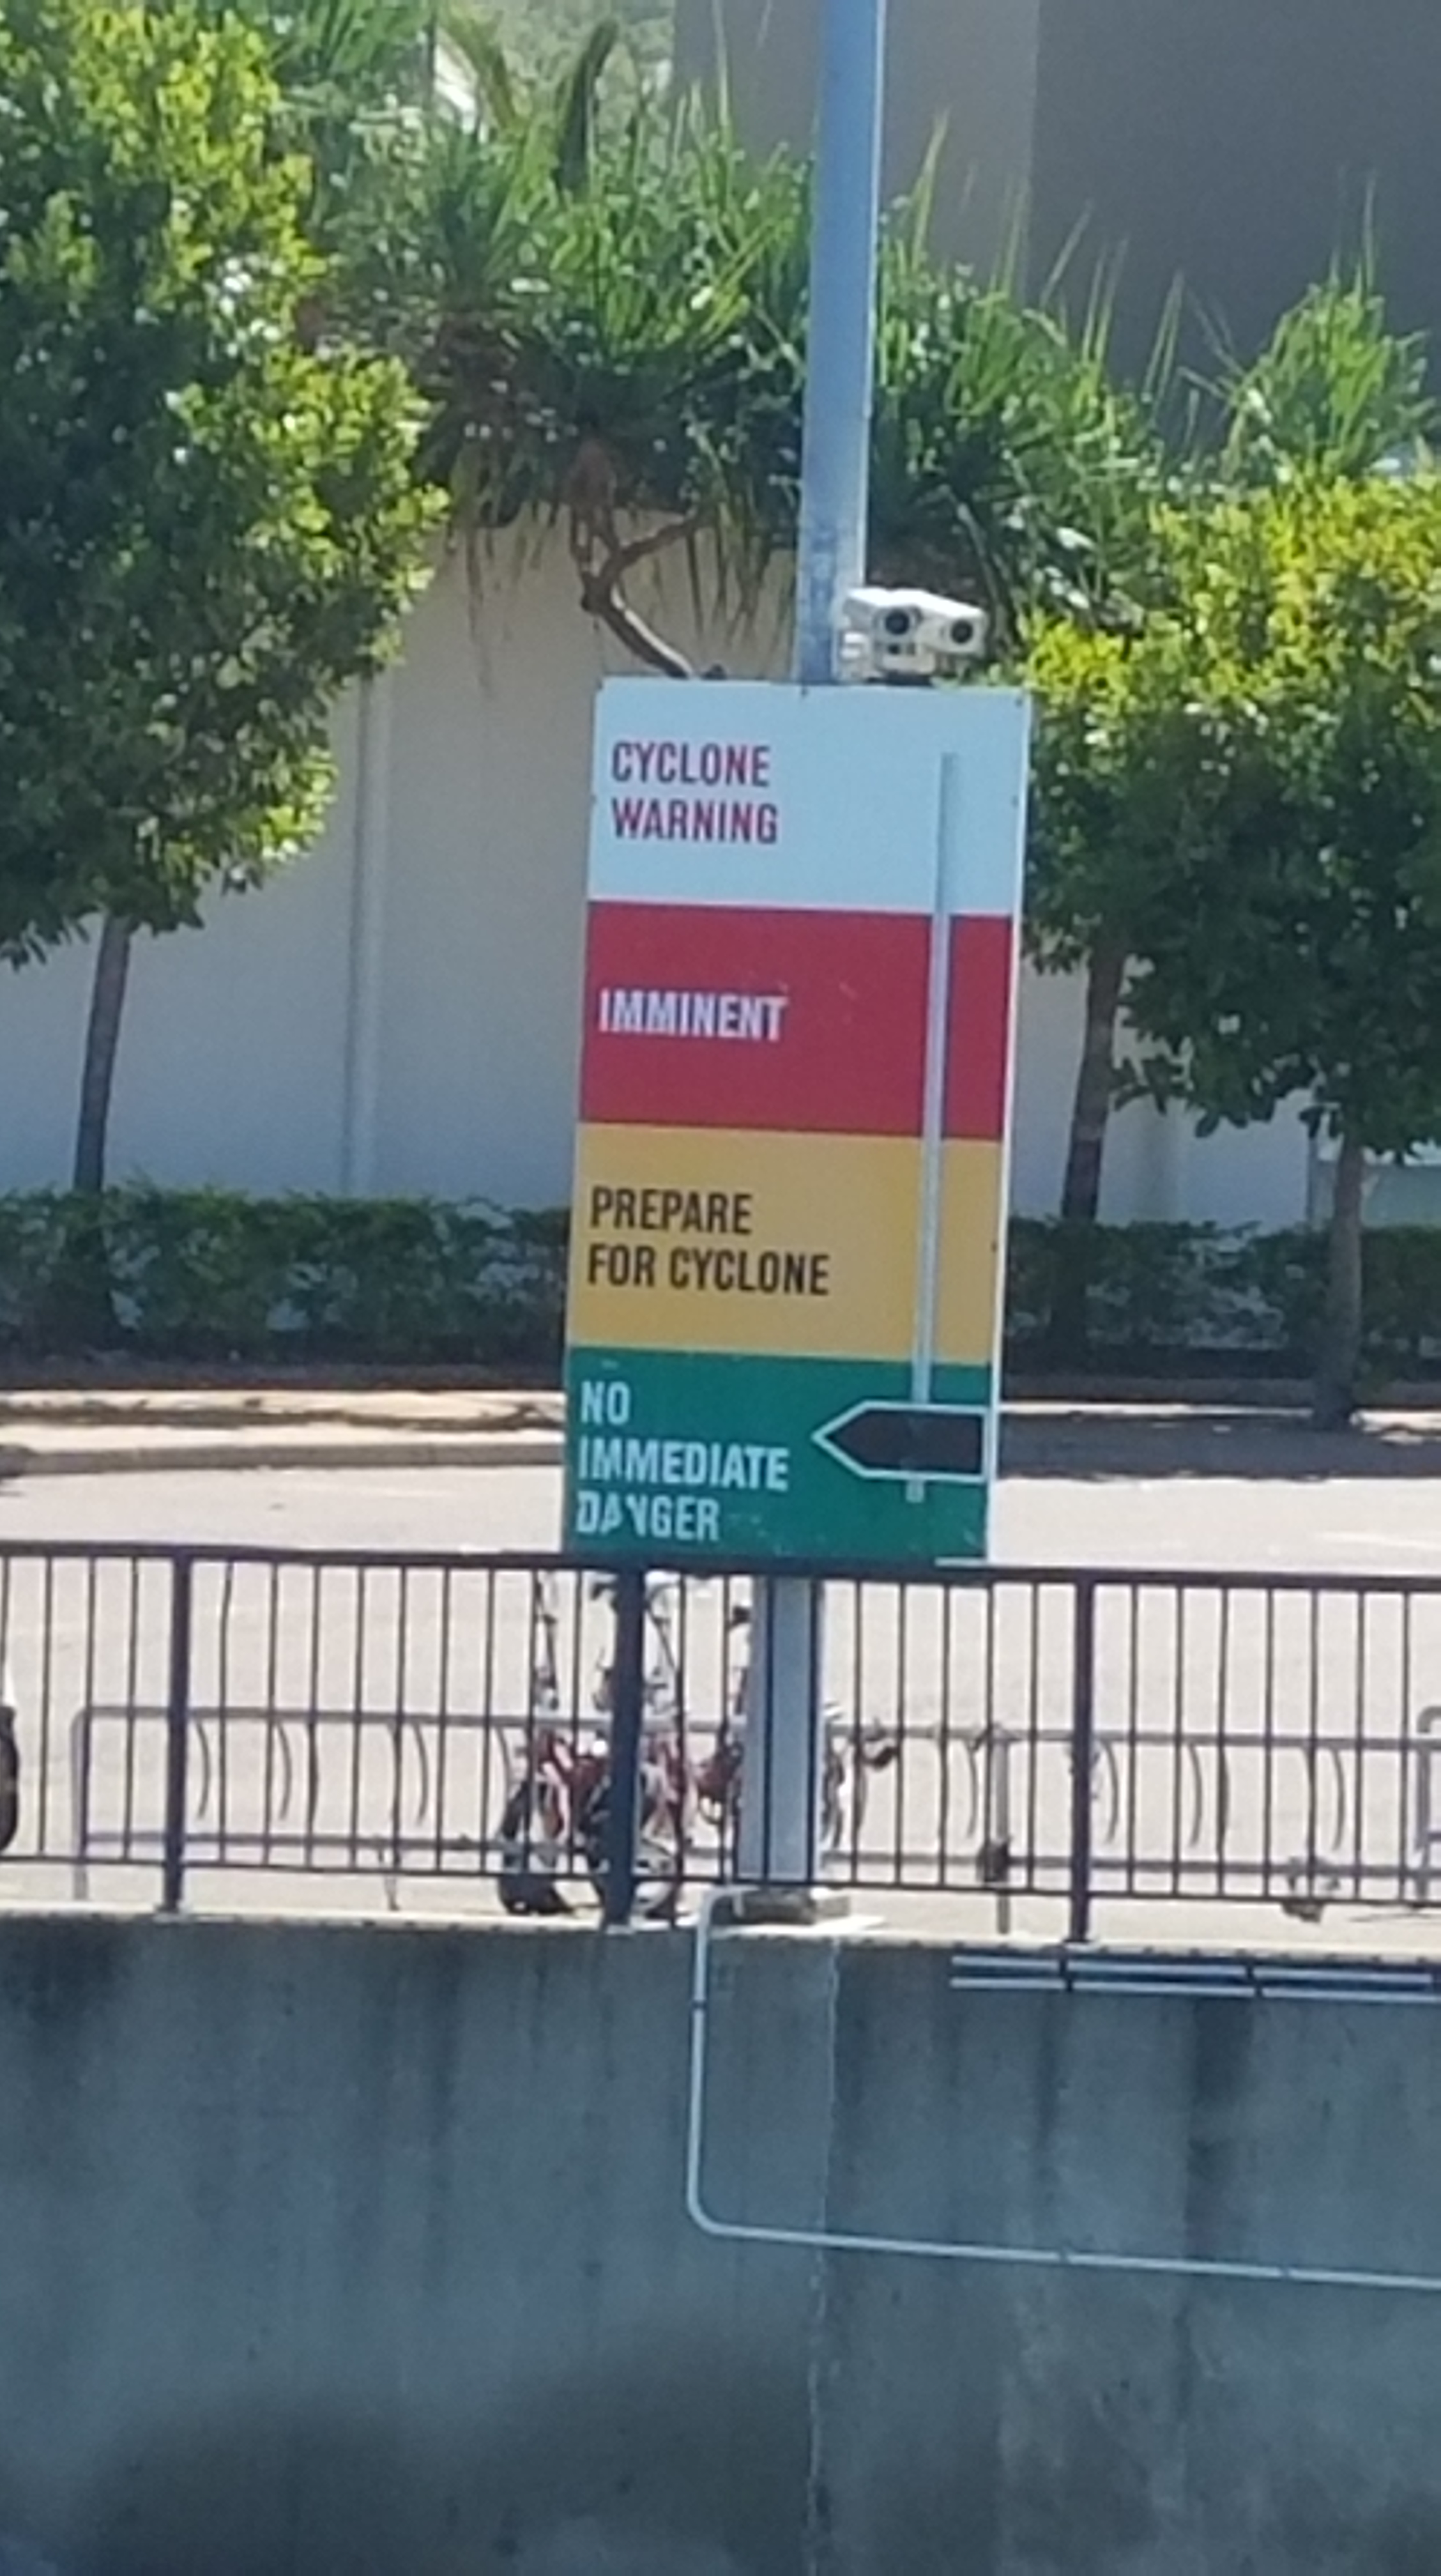 CYCLONE
WARNING
IMMINENT
PREPARE
FOR CYCLONE
NO
IMMEDIATE
DANGER